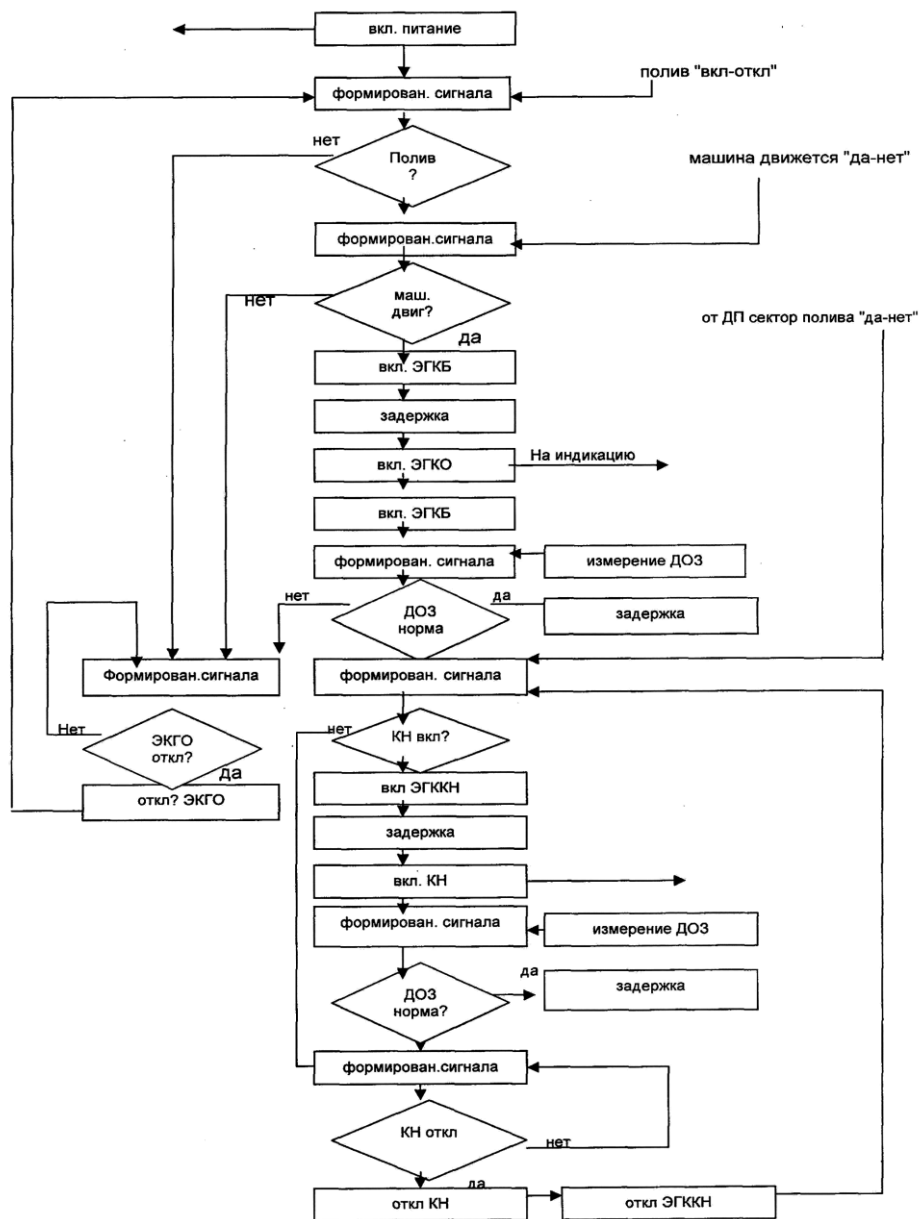 вкл. питание
полив "вкл-откл"
формирован. сигнала
нет
Полив
?
машина движется "да-нет"
формирован.сигнала
нет
маш.
двиг?
да
от ДП сектор полива "да-нет"
вкл. ЭГКБ
задержка
вкл. ЭГКО
На индикацию
вкл. ЭГКБ
формирован. сигнала
измерение ДОЗ
нет
ДОЗ
норма
да
задержка
Формирован.сигнала
формирован. сигнала
Нет
ЭКГО
откл?
да
откл? ЭКГО
нет
КН вкл?
вкл ЭГККН
задержка
вкл. КН
формирован. сигнала
измерение ДОЗ
ДОЗ
норма?
да
задержка
формирован.сигнала
КН откл
нет
да
откл КН
откл ЭГККН